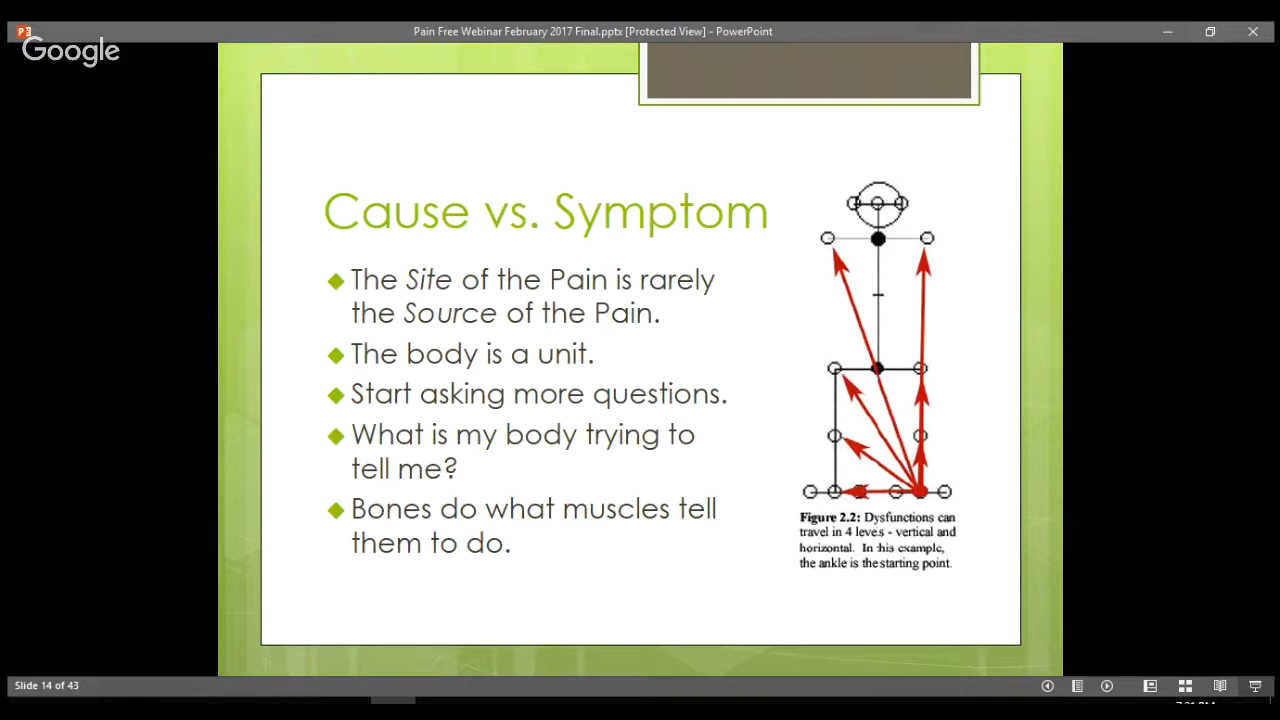 Pain Free Webinar February 2017 Final.pptx [Protected View] - PowerPoint
Google
Cause vs. Symptom
The Site of the Pain is rarely
the Source of the Pain.
The body is a unit.
Start asking more questions.
What is my body trying to
tell me?
Bones do what muscles tell
them to do.
Figure 2.2: Dysfunctions can
travel in 4 levels - vertical and
horizontal. In this example,
the ankle is the starting point.
Slide 14 of 43